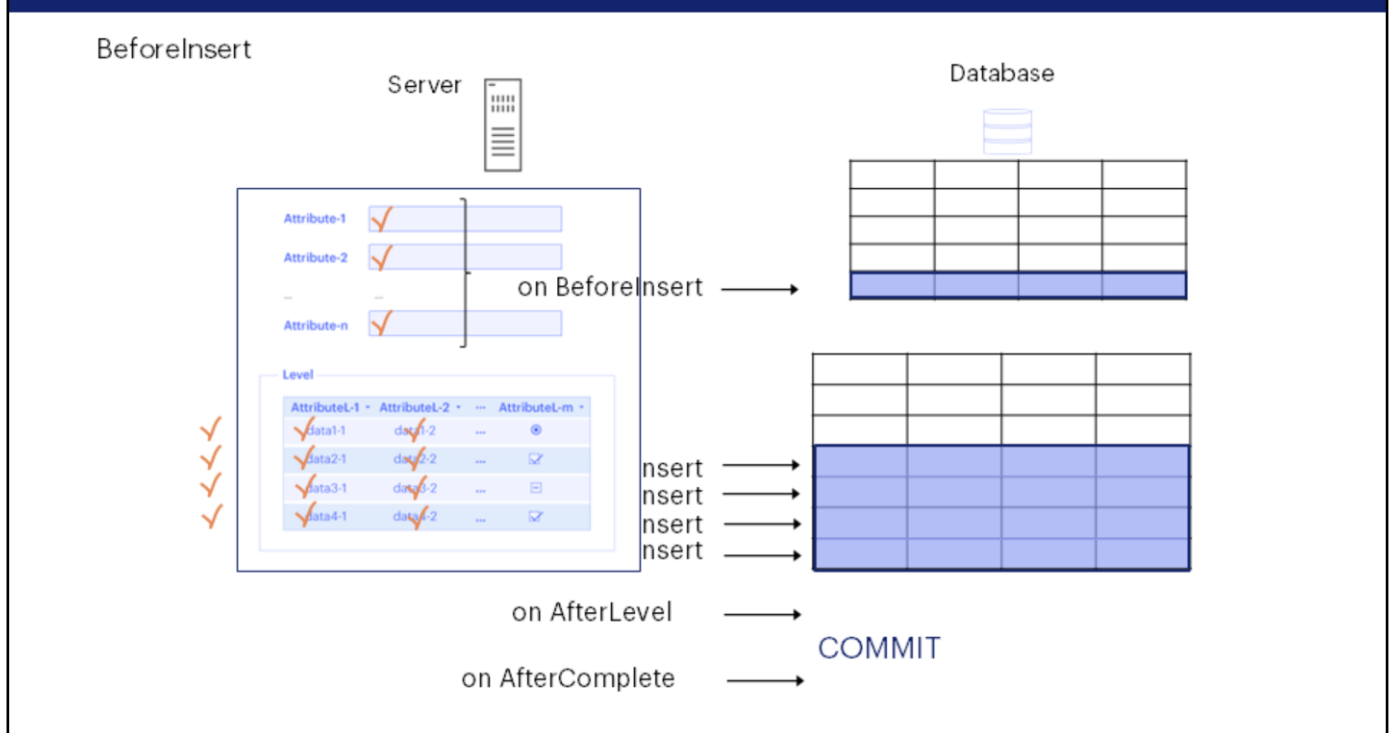 BeforeInsert
Server
Database
Attribute-1
Attribute-2
...
Attribute-n
on BeforeInsert
Level
AttributeL-1 AttributeL-2 ... AttributeL-m
data1-1 data1-2 ...
data2-1 data2-2 ...
data3-1 data3-2 ...
data4-1 data4-2 ...
nsert
nsert
nsert
nsert
on AfterLevel
COMMIT
on AfterComplete